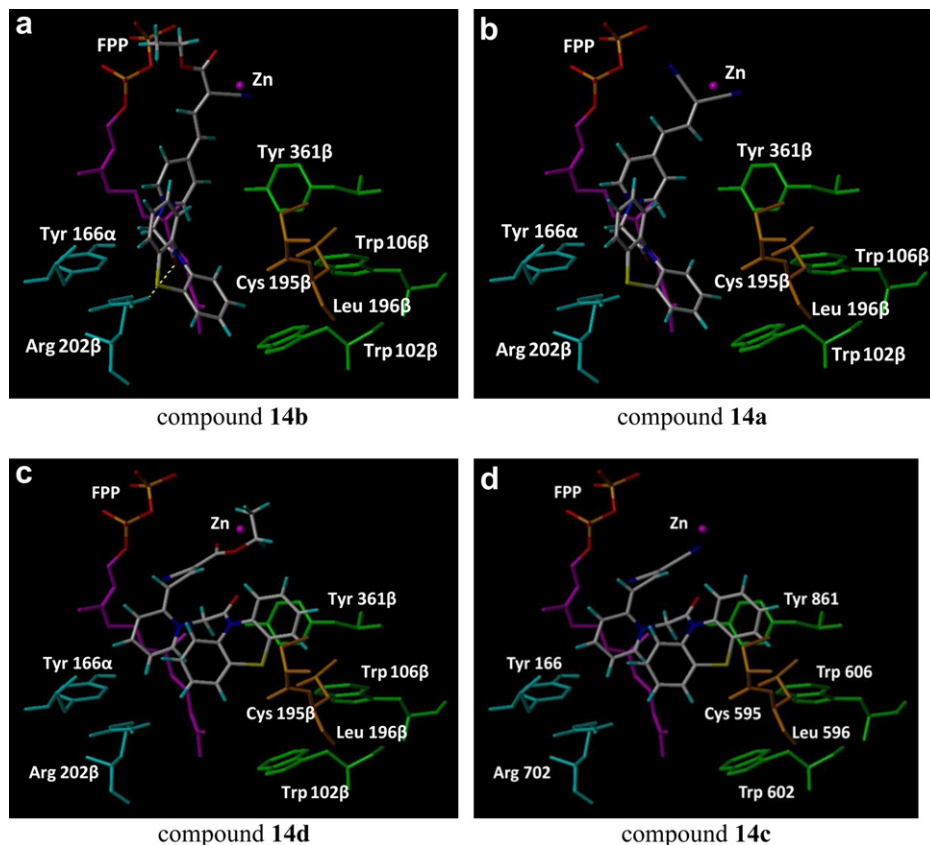 a
FPP
Zn
Tyr 361β
Tyr 166α
Trp 106β
Cys 195β
Leu 196β
Arg 202β
Trp 102β
compound 14b
b
FPP
Zn
Tyr 361β
Tyr 166α
Trp 106β
Cys 195β
Leu 196β
Arg 202β
Trp 102β
compound 14a
c
FPP
Zn
Tyr 361β
Tyr 166α
Trp 106β
Cys 195β
Leu 196β
Arg 202β
Trp 102β
compound 14d
d
FPP
Zn
Tyr 861
Tyr 166
Trp 606
Cys 595
Leu 596
Arg 702
Trp 602
compound 14c